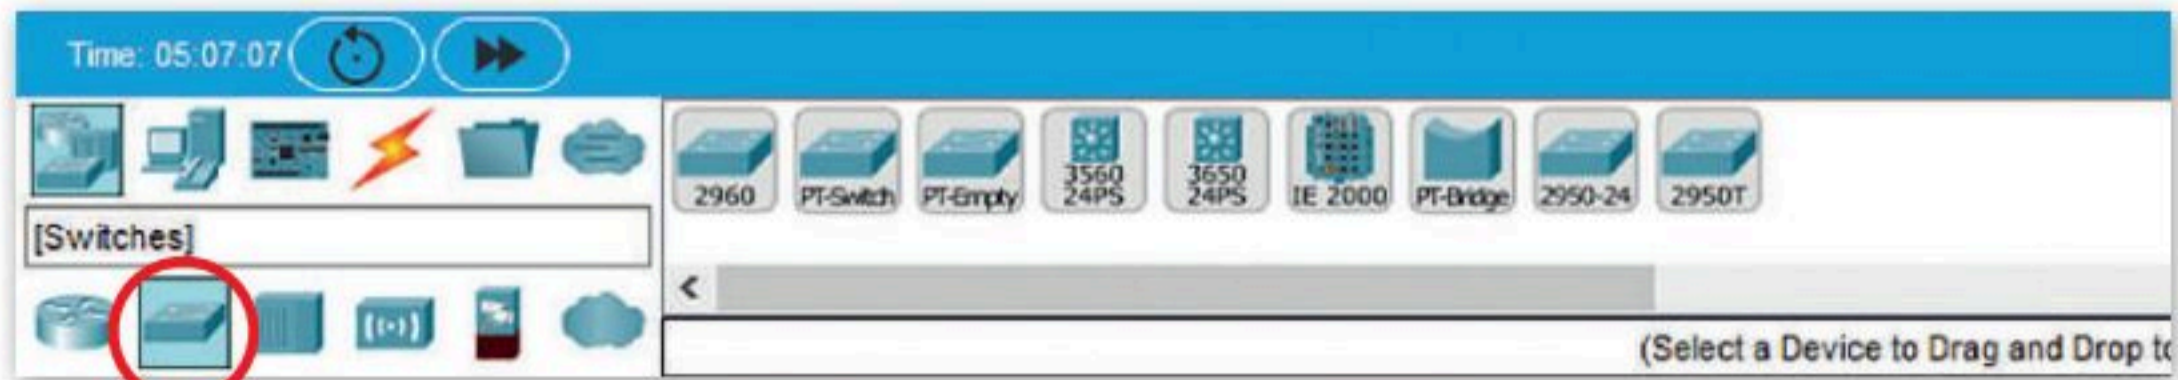 Time: 05:07:07
2960
PT-Switch
PT-Empty
3560
24PS
3650
24PS
IE 2000
PT-Bridge
2950-24
2950T
[Switches]
(Select a Device to Drag and Drop to